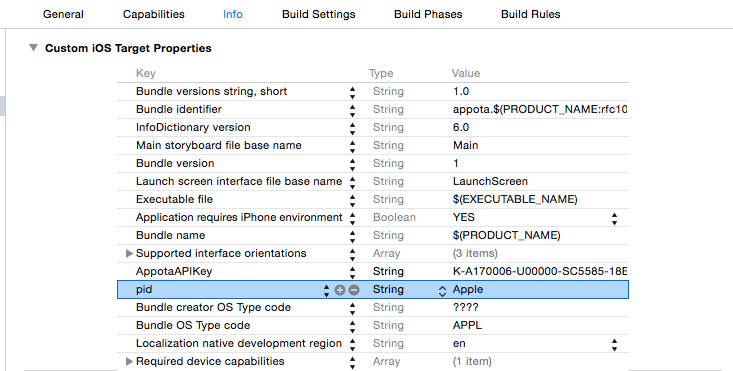 General Capabilities Info Build Settings Build Phases Build Rules
Custom iOS Target Properties
Key Type Value
Bundle versions string, short String 1.0
Bundle identifier String appota.$(PRODUCT_NAME:rfc10
InfoDictionary version String 6.0
Main storyboard file base name String Main
Bundle version String 1
Launch screen interface file base name String LaunchScreen
Executable file String $(EXECUTABLE_NAME)
Application requires iPhone environment Boolean YES
Bundle name String $(PRODUCT_NAME)
Supported interface orientations Array (3 items)
AppotaAPIKey String K-A170006-U00000-SC5585-18E
pid String Apple
Bundle creator OS Type code String ????
Bundle OS Type code String APPL
Localization native development region String en
Required device capabilities Array (1 item)